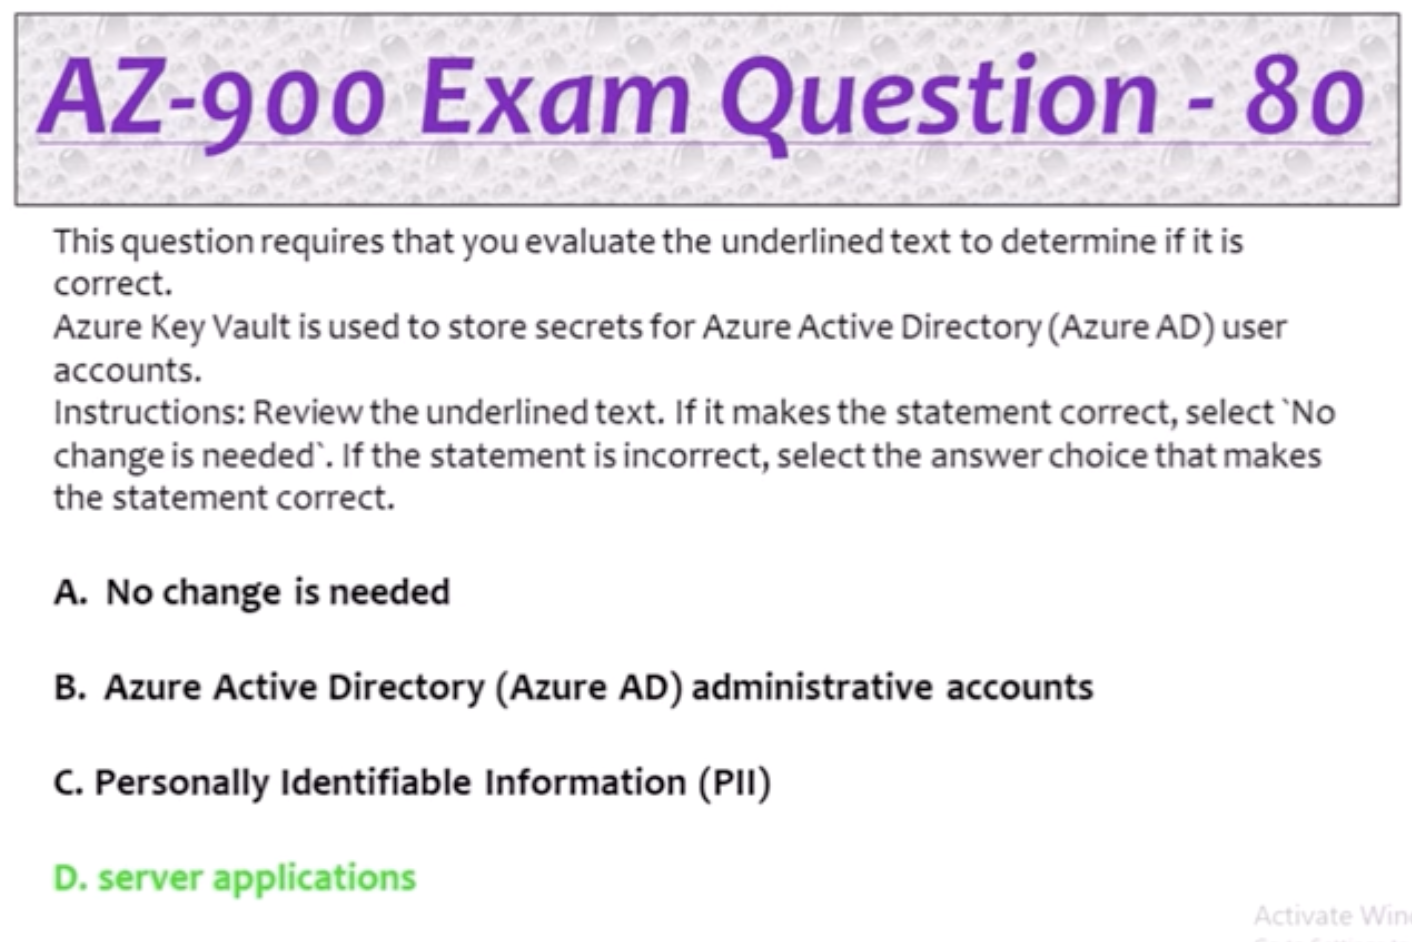 AZ-900 Exam Question - 80
This question requires that you evaluate the underlined text to determine if it is
correct.
Azure Key Vault is used to store secrets for Azure Active Directory (Azure AD) user
accounts.
Instructions: Review the underlined text. If it makes the statement correct, select `No
change is needed`. If the statement is incorrect, select the answer choice that makes
the statement correct.
A. No change is needed
B. Azure Active Directory (Azure AD) administrative accounts
C. Personally Identifiable Information (PII)
D. server applications
Activate Win